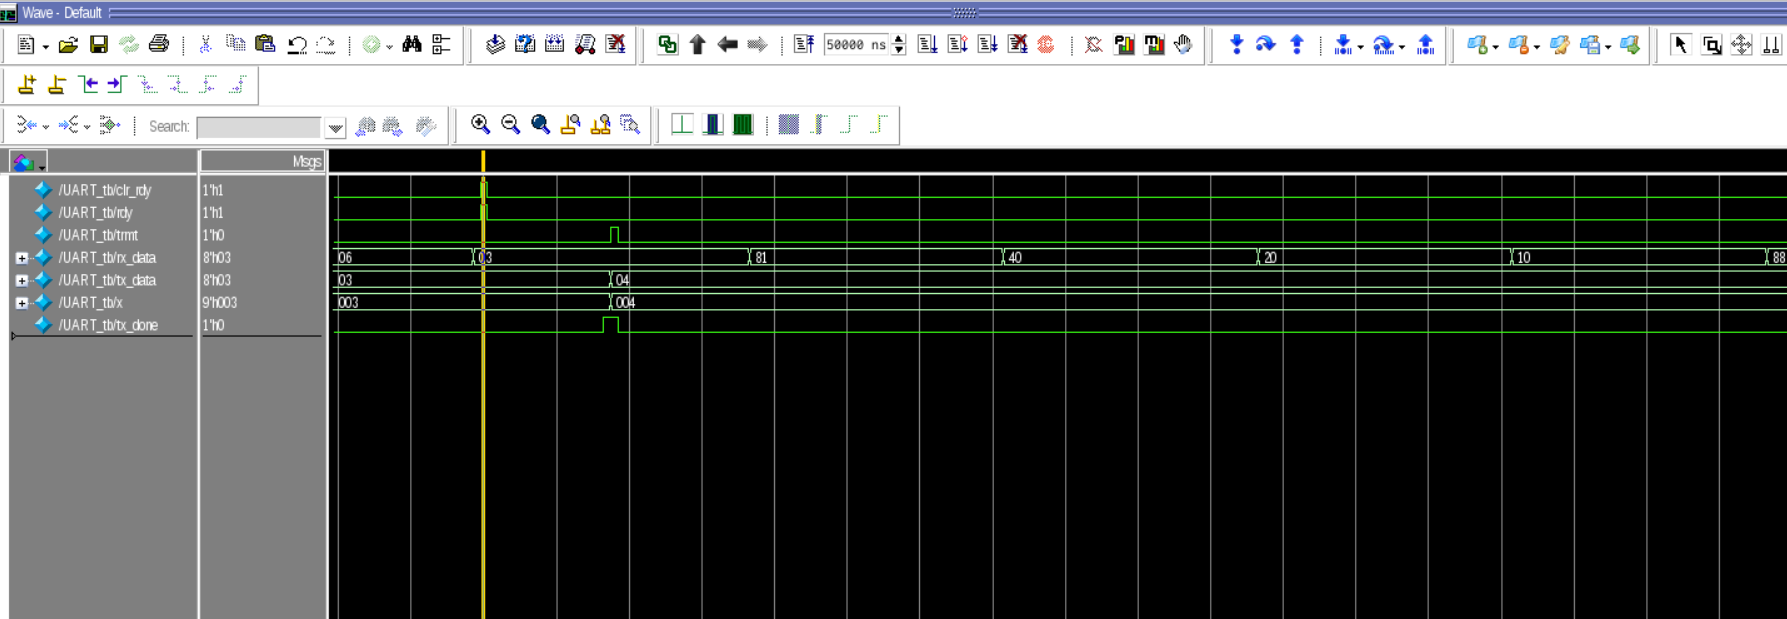 Wave - Default
50000 ns
Search:
Msgs
/UART_tb/clr_rdy 1'h1
/UART_tb/rdy 1'h1
/UART_tb/trmt 1'h0
/UART_tb/rx_data 8'h03 06 03 81 40 20 10 88
/UART_tb/tx_data 8'h03 03 04
/UART_tb/x 9'h003 003 004
/UART_tb/tx_done 1'h0